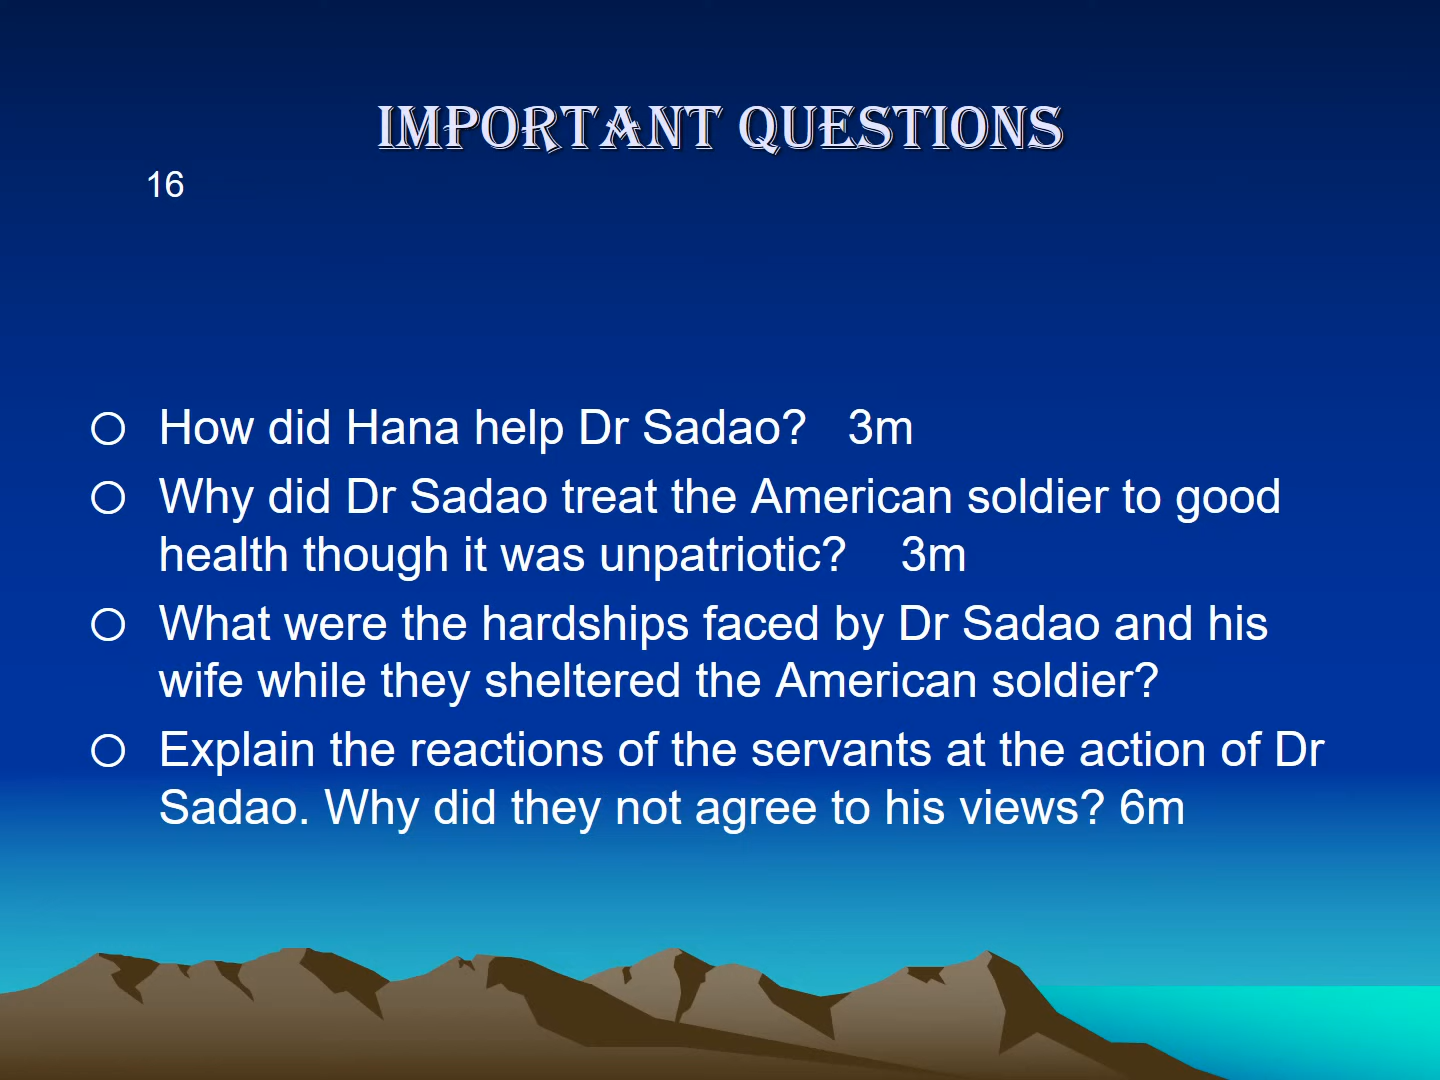 IMPORTANT QUESTIONS
16
How did Hana help Dr Sadao? 3m
Why did Dr Sadao treat the American soldier to good
health though it was unpatriotic? 3m
What were the hardships faced by Dr Sadao and his
wife while they sheltered the American soldier?
Explain the reactions of the servants at the action of Dr
Sadao. Why did they not agree to his views? 6m